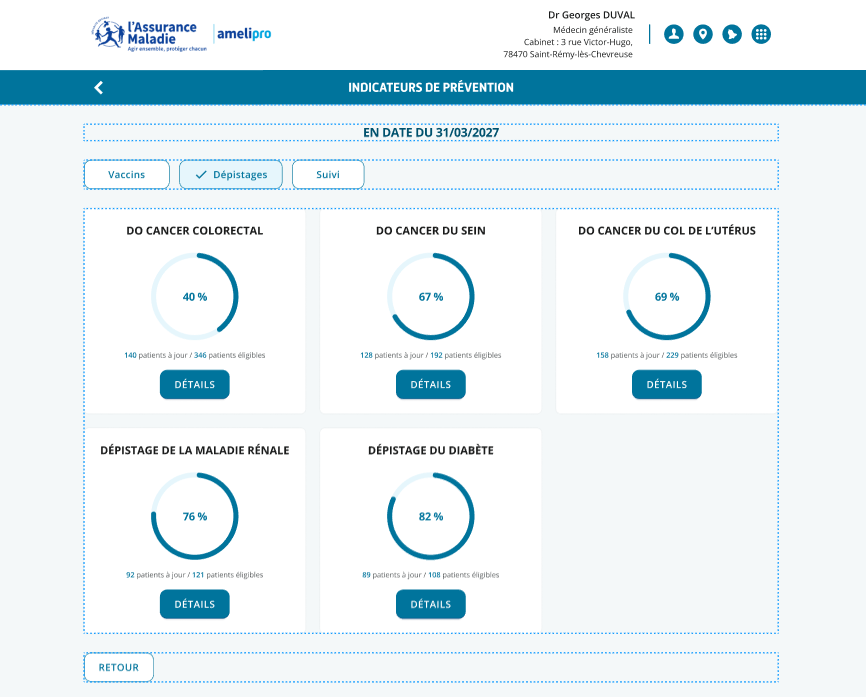 l'Assurance
Maladie
Agir ensemble, protéger chacun
amelipro
Dr Georges DUVAL
Médecin généraliste
Cabinet : 3 rue Victor-Hugo,
78470 Saint-Rémy-lès-Chevreuse
INDICATEURS DE PRÉVENTION
EN DATE DU 31/03/2027
Vaccins
Dépistages
Suivi
DO CANCER COLORECTAL
40 %
140 patients à jour / 346 patients éligibles
DÉTAILS
DO CANCER DU SEIN
67 %
128 patients à jour / 192 patients éligibles
DÉTAILS
DO CANCER DU COL DE L'UTÉRUS
69 %
158 patients à jour / 229 patients éligibles
DÉTAILS
DÉPISTAGE DE LA MALADIE RÉNALE
76 %
92 patients à jour / 121 patients éligibles
DÉTAILS
DÉPISTAGE DU DIABÈTE
82 %
89 patients à jour / 108 patients éligibles
DÉTAILS
RETOUR